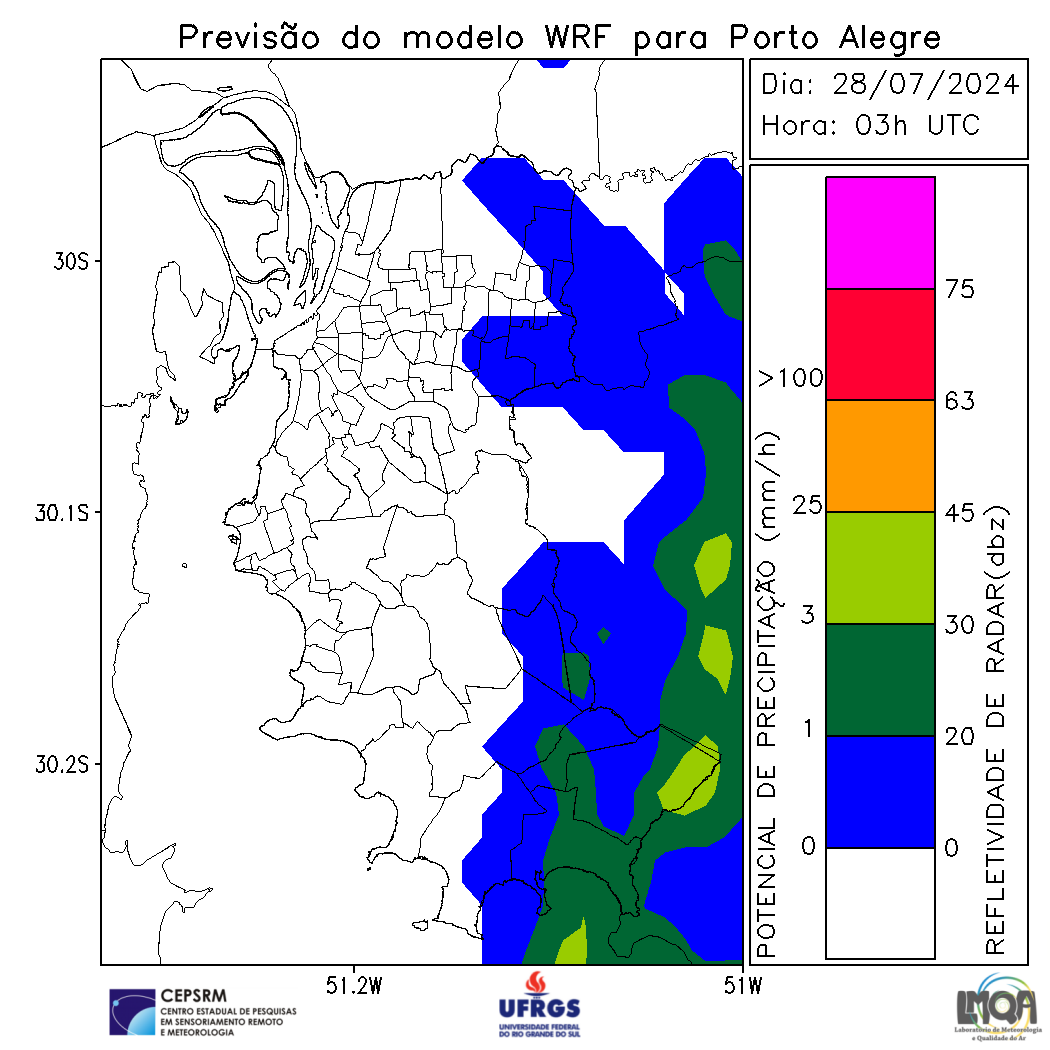 Previsão do modelo WRF para Porto Alegre
Dia: 28/07/2024
Hora: 03h UTC
30S
30.1S
30.2S
51.2W
51W
POTENCIAL DE PRECIPITAÇÃO (mm/h)
>100
25
3
1
0
75
63
45
30
20
0
REFLETIVIDADE DE RADAR(dbz)
CEPSRM
CENTRO ESTADUAL DE PESQUISAS
EM SENSORIAMENTO REMOTO
E METEOROLOGIA
UFRGS
UNIVERSIDADE FEDERAL
DO RIO GRANDE DO SUL
LMQA
Laboratório de Meteorologia
e Qualidade do Ar